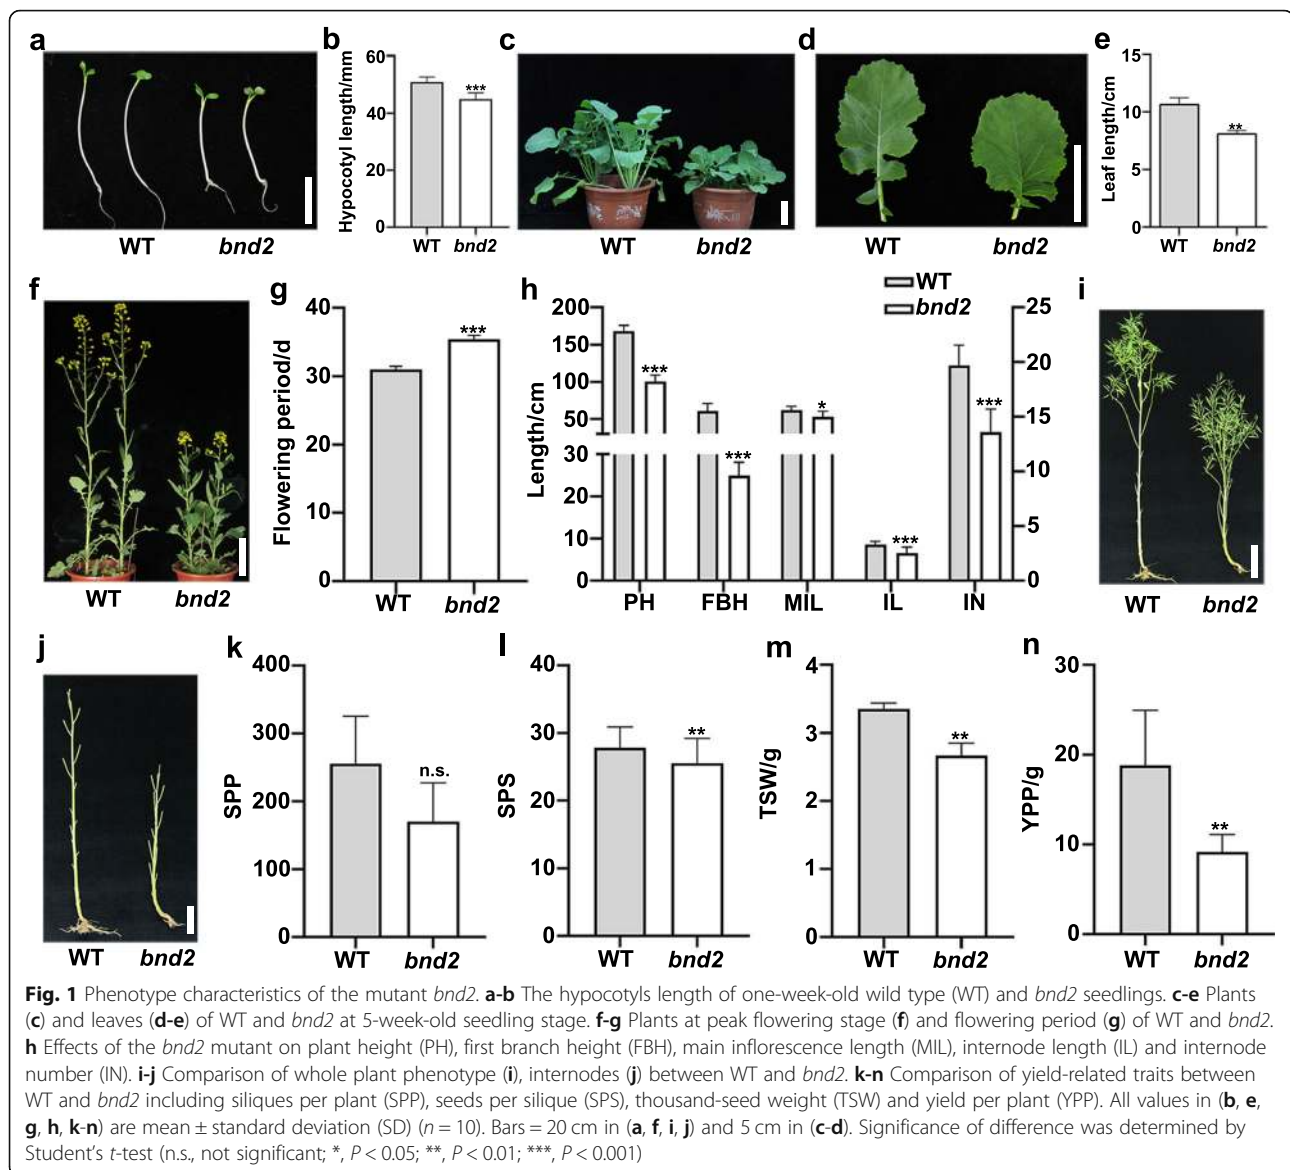 a
WT bnd2
b
Hypocotyl length/mm
60
40
20
0
***
WT bnd2
c
WT bnd2
d
WT bnd2
e
Leaf length/cm
15
10
5
0
**
WT bnd2
f
WT bnd2
g
Flowering period/d
40
30
20
10
0
***
WT bnd2
h
WT
bnd2
Length/cm
200
150
100
50
30
20
10
0
25
20
15
10
5
0
***
***
*
***
***
PH FBH MIL IL IN
i
WT bnd2
j
WT bnd2
k
SPP
400
300
200
100
0
n.s.
WT bnd2
l
SPS
40
30
20
10
0
**
WT bnd2
m
TSW/g
4
3
2
1
0
**
WT bnd2
n
YPP/g
30
20
10
0
**
WT bnd2
Fig. 1 Phenotype characteristics of the mutant bnd2. a-b The hypocotyls length of one-week-old wild type (WT) and bnd2 seedlings. c-e Plants
(c) and leaves (d-e) of WT and bnd2 at 5-week-old seedling stage. f-g Plants at peak flowering stage (f) and flowering period (g) of WT and bnd2.
h Effects of the bnd2 mutant on plant height (PH), first branch height (FBH), main inflorescence length (MIL), internode length (IL) and internode
number (IN). i-j Comparison of whole plant phenotype (i), internodes (j) between WT and bnd2. k-n Comparison of yield-related traits between
WT and bnd2 including siliques per plant (SPP), seeds per silique (SPS), thousand-seed weight (TSW) and yield per plant (YPP). All values in (b, e,
g, h, k-n) are mean ± standard deviation (SD) (n = 10). Bars = 20 cm in (a, f, i, j) and 5 cm in (c-d). Significance of difference was determined by
Student's t-test (n.s., not significant; *, P < 0.05; **, P < 0.01; ***, P < 0.001)